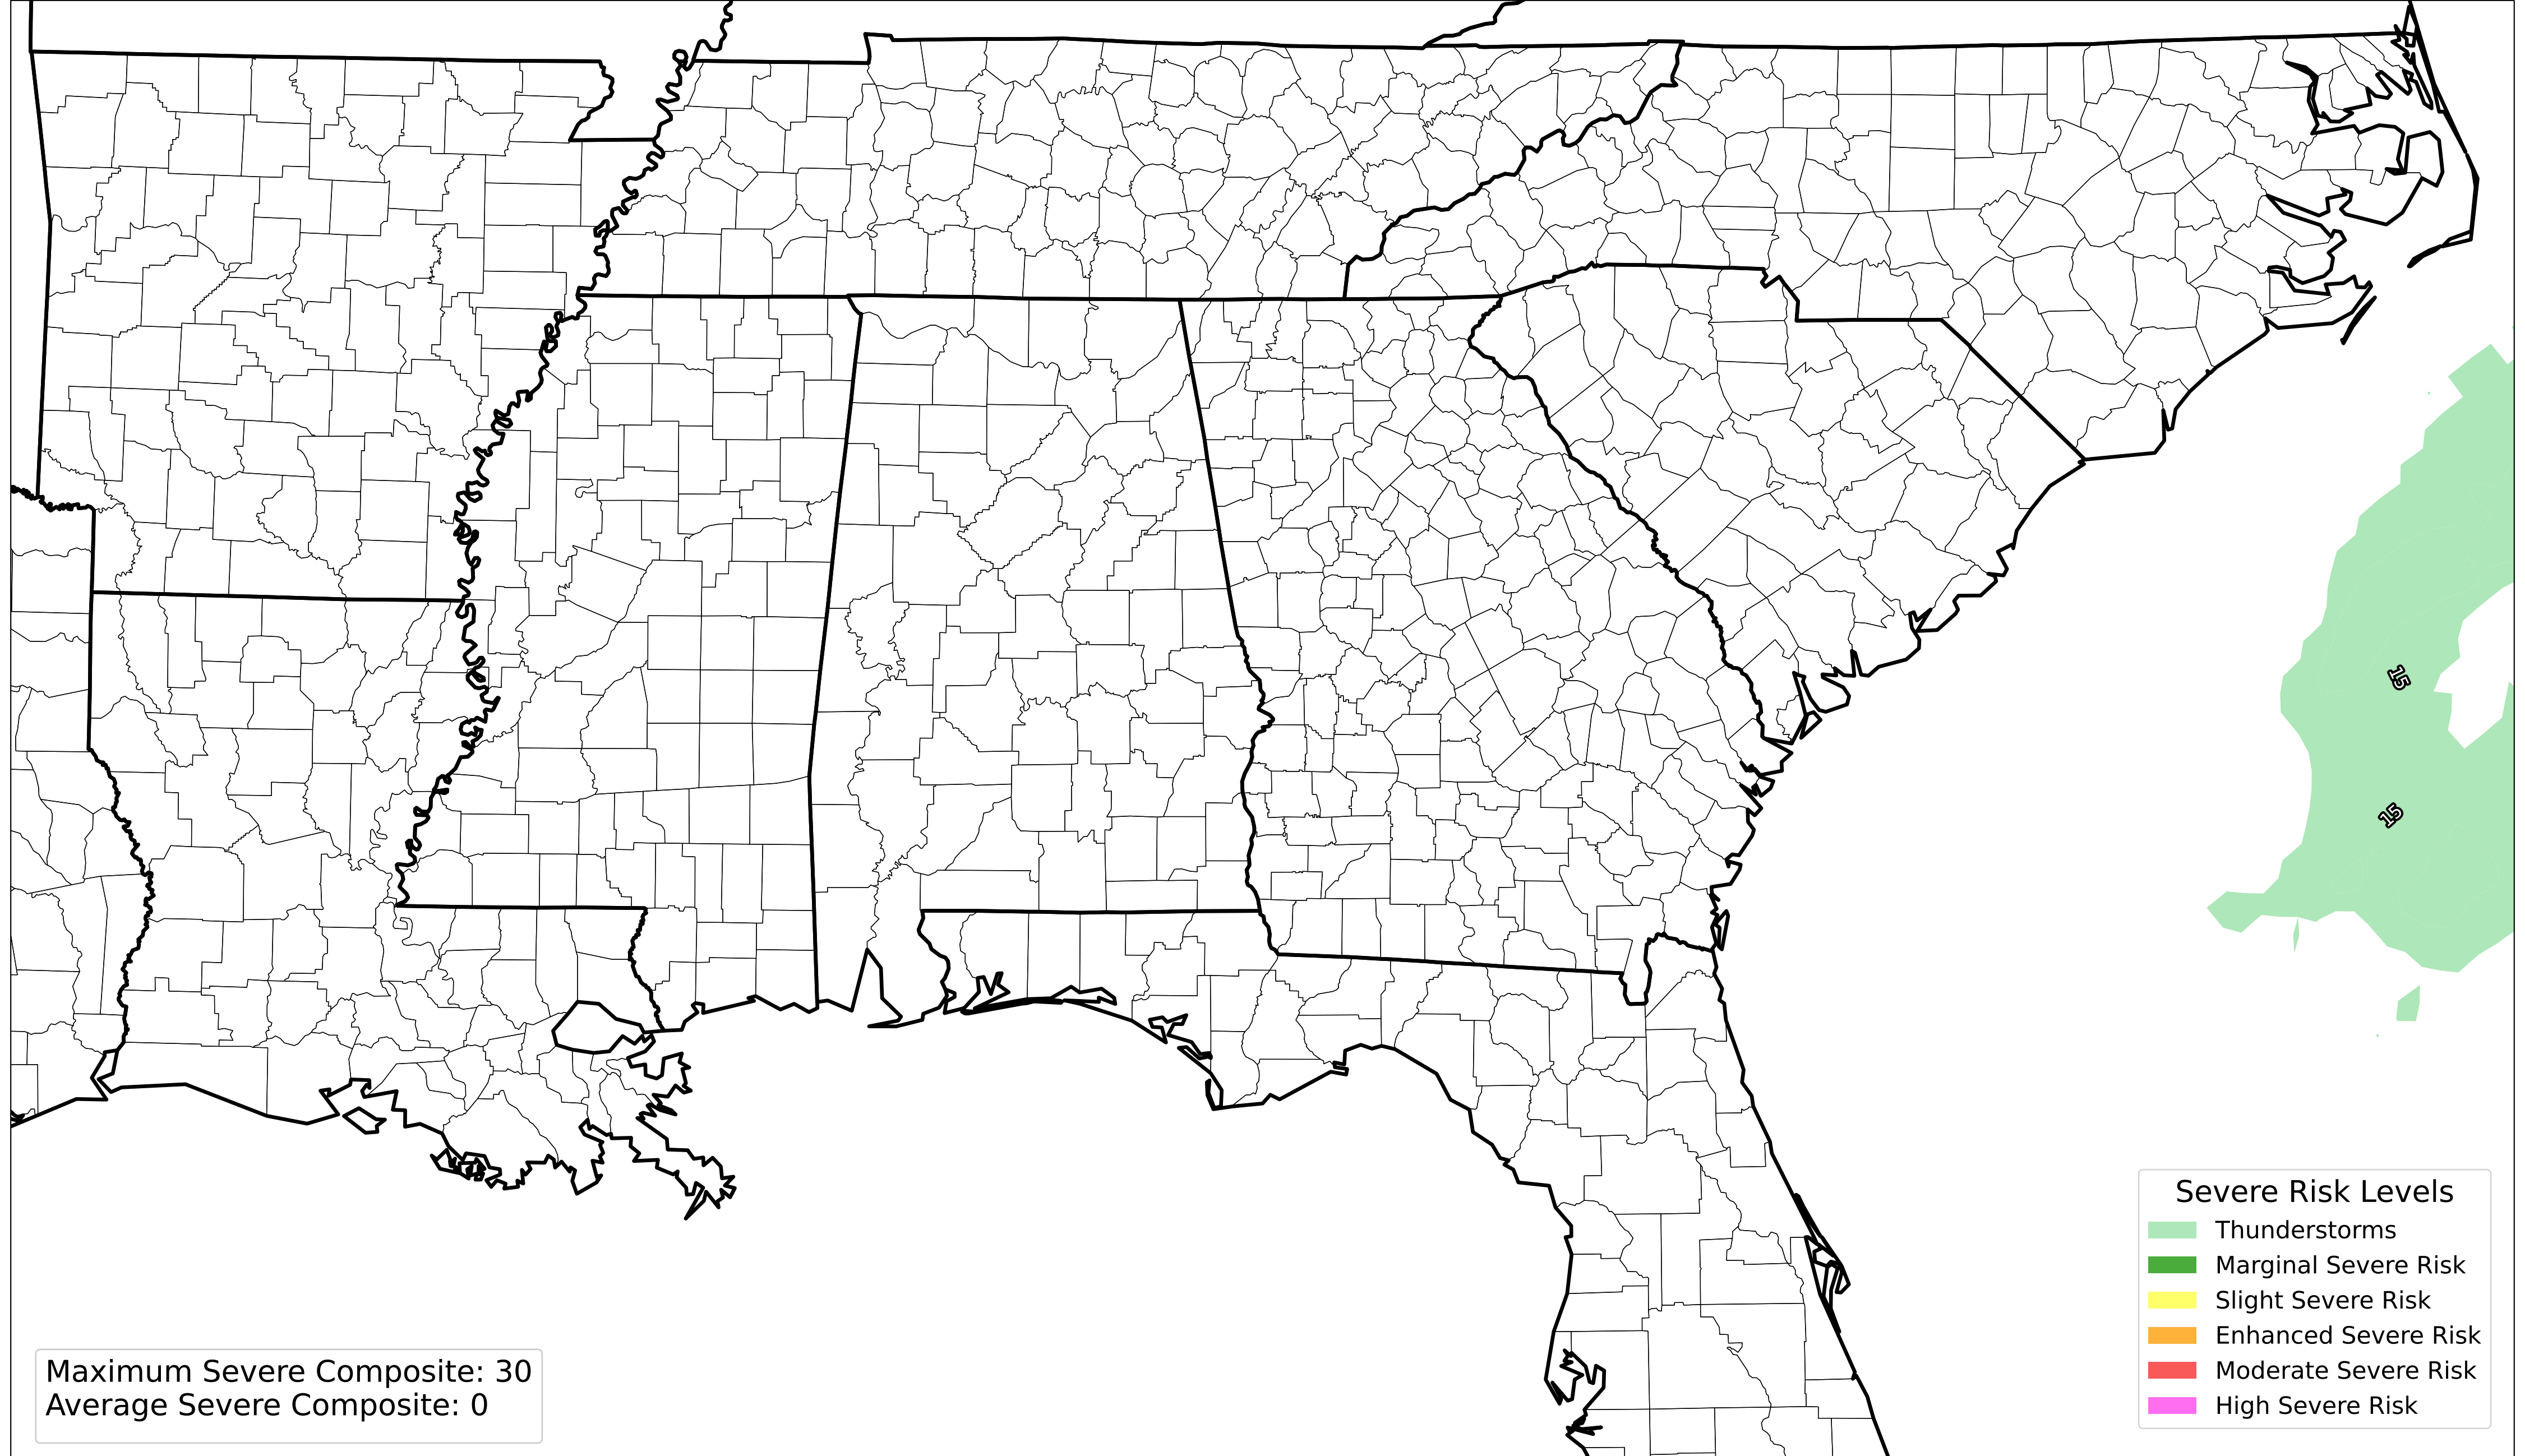 15
15
Severe Risk Levels
Thunderstorms
Marginal Severe Risk
Slight Severe Risk
Enhanced Severe Risk
Moderate Severe Risk
High Severe Risk
Maximum Severe Composite: 30
Average Severe Composite: 0